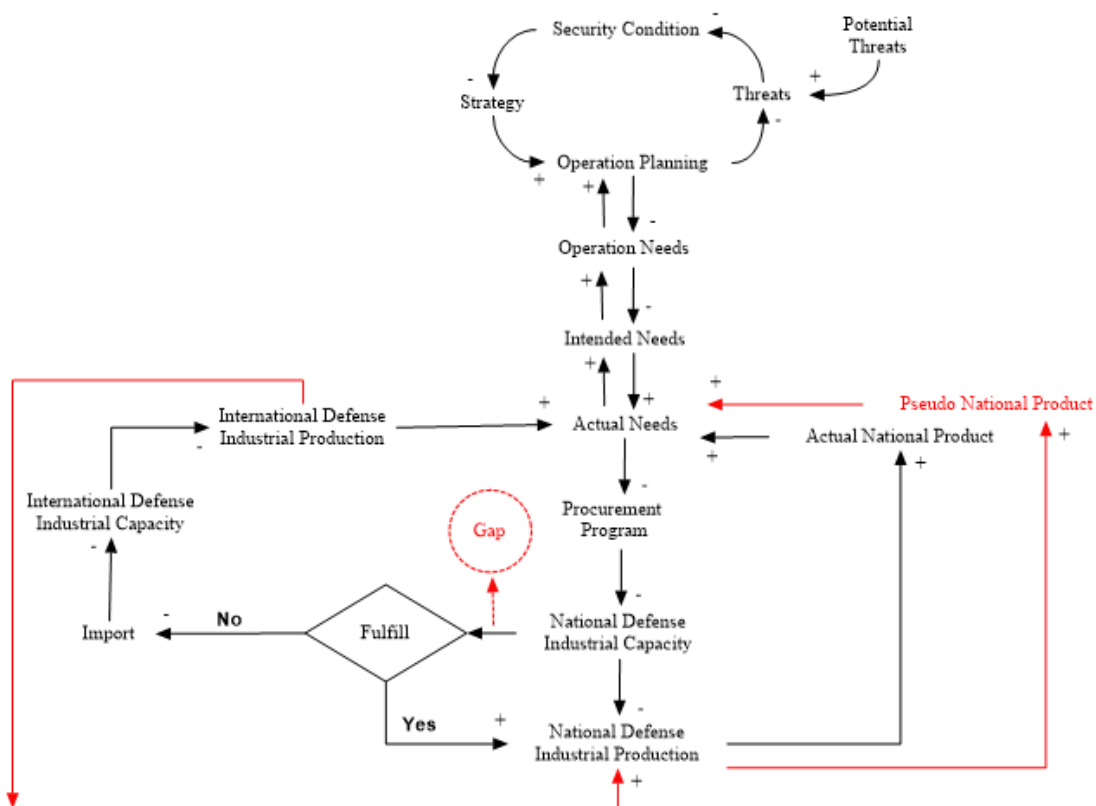 -
Security Condition
Potential
Threats
-
+
Strategy
Threats
-
+
Operation Planning
+
-
Operation Needs
+
-
Intended Needs
+
+
+
+
International Defense
Industrial Production
-
Actual Needs
Pseudo National Product
+
Actual National Product
+
+
-
International Defense
Industrial Capacity
-
Procurement
Program
Gap
-
-
No
Import
Fulfill
National Defense
Industrial Capacity
-
Yes
+
National Defense
Industrial Production
+